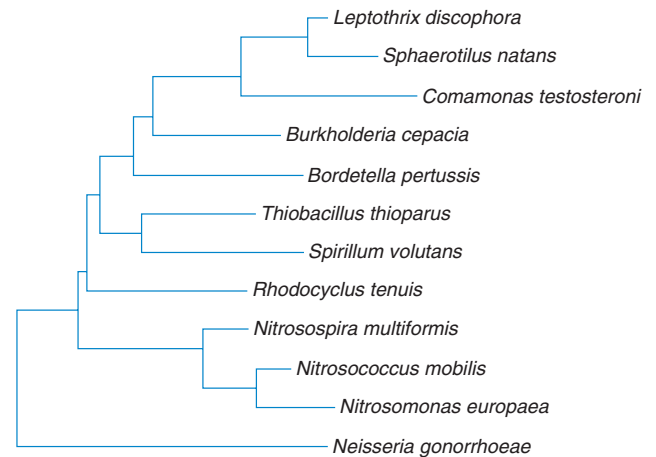 Leptothrix discophora
Sphaerotilus natans
Comamonas testosteroni
Burkholderia cepacia
Bordetella pertussis
Thiobacillus thioparus
Spirillum volutans
Rhodocyclus tenuis
Nitrosospira multiformis
Nitrosococcus mobilis
Nitrosomonas europaea
Neisseria gonorrhoeae